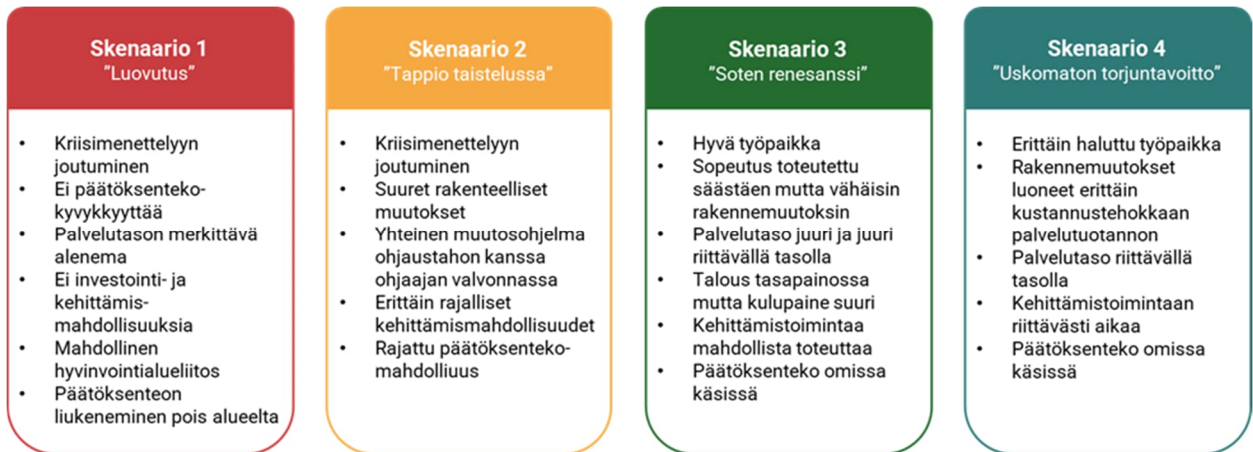 Skenaario 1
"Luovutus"
• Kriisimenettelyyn
joutuminen
• Ei päätöksenteko-
kyvykkyyttää
• Palvelutason merkittävä
alenema
• Ei investointi- ja
kehittämis-
mahdollisuuksia
• Mahdollinen
hyvinvointialueliitos
• Päätöksenteon
liukeneminen pois alueelta
Skenaario 2
"Tappio taistelussa"
• Kriisimenettelyyn
joutuminen
• Suuret rakenteelliset
muutokset
• Yhteinen muutosohjelma
ohjaustahon kanssa
ohjaajan valvonnassa
• Erittäin rajalliset
kehittämismahdollisuudet
• Rajattu päätöksenteko-
mahdolliuus
Skenaario 3
"Soten renesanssi"
• Hyvä työpaikka
• Sopeutus toteutettu
säästäen mutta vähäisin
rakennemuutoksin
• Palvelutaso juuri ja juuri
riittävällä tasolla
• Talous tasapainossa
mutta kulupaine suuri
• Kehittämistoimintaa
mahdollista toteuttaa
• Päätöksenteko omissa
käsissä
Skenaario 4
"Uskomaton torjuntavoitto"
• Erittäin haluttu työpaikka
• Rakennemuutokset
luoneet erittäin
kustannustehokkaan
palvelutuotannon
• Palvelutaso riittävällä
tasolla
• Kehittämistoimintaan
riittävästi aikaa
• Päätöksenteko omissa
käsissä